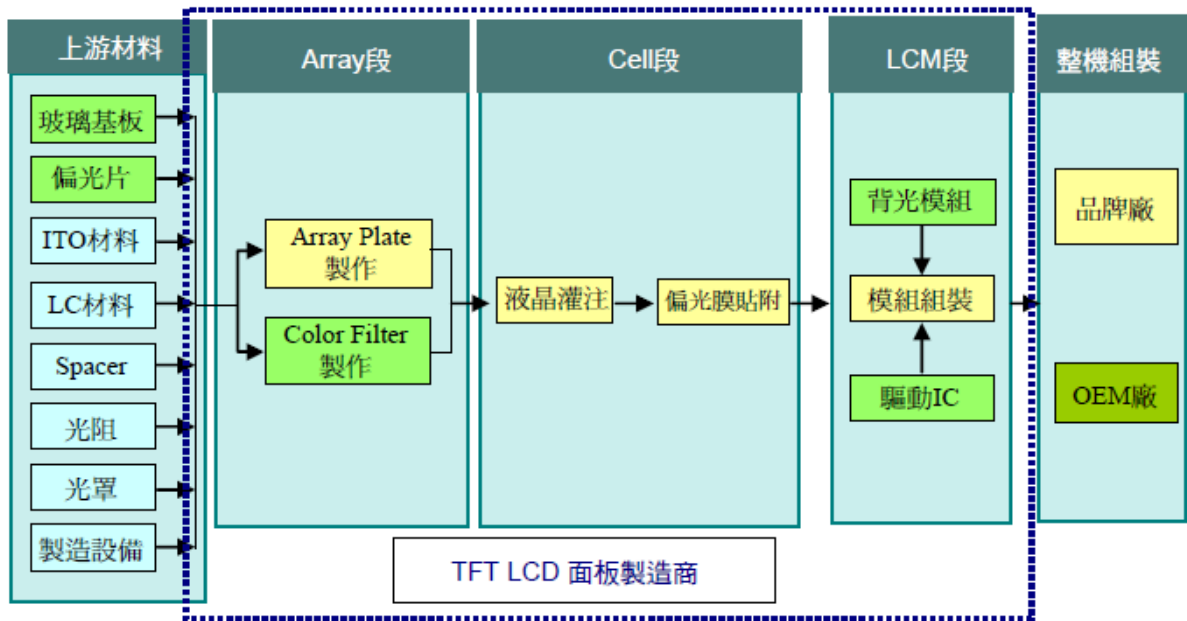 上游材料
玻璃基板
偏光片
ITO材料
LC材料
Spacer
光阻
光罩
製造設備
Array段
Array Plate
製作
Color Filter
製作
Cell段
液晶灌注
偏光膜貼附
LCM段
背光模組
模組組裝
驅動IC
整機組裝
品牌廠
OEM廠
TFT LCD 面板製造商